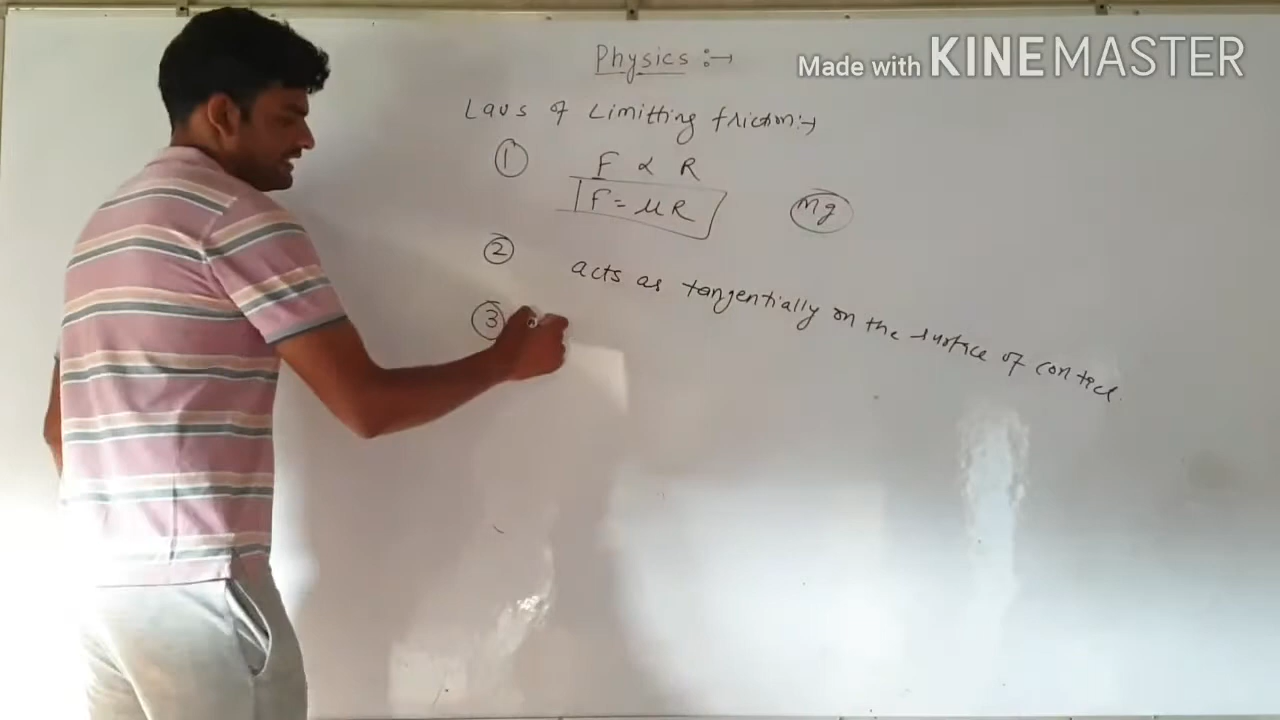 Physics :→
Made with KINEMASTER
Laws of Limitting friction:→
① F ∝ R
F = μR
mg
② acts as tangentially on the surface of contact.
③